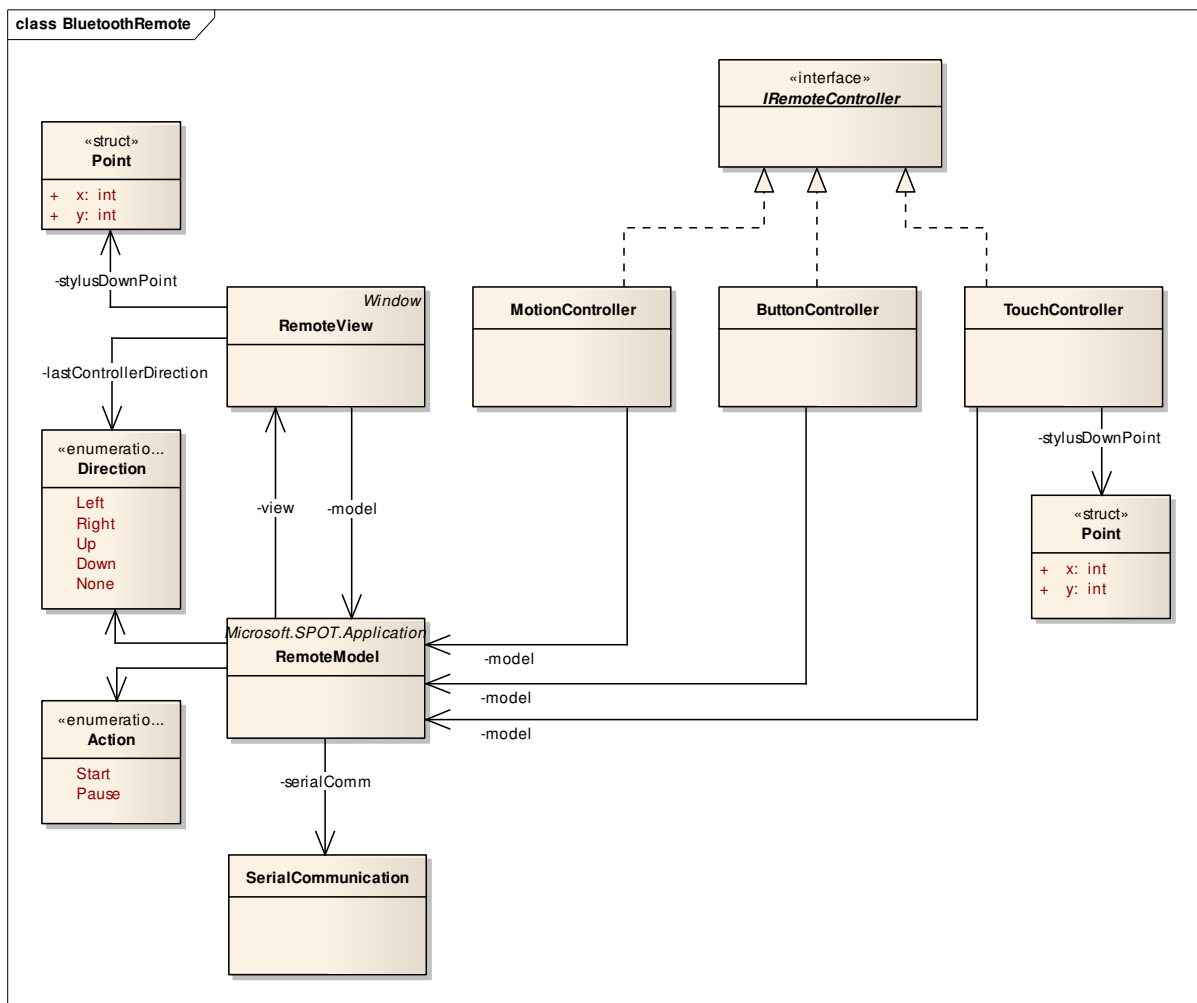 class BluetoothRemote
«interface»
IRemoteController
«struct»
Point
+ x: int
+ y: int
-stylusDownPoint
Window
RemoteView
MotionController
ButtonController
TouchController
-lastControllerDirection
«enumeratio...
Direction
Left
Right
Up
Down
None
-view
-model
-stylusDownPoint
«struct»
Point
+ x: int
+ y: int
Microsoft.SPOT.Application
RemoteModel
-model
-model
-model
«enumeratio...
Action
Start
Pause
-serialComm
SerialCommunication